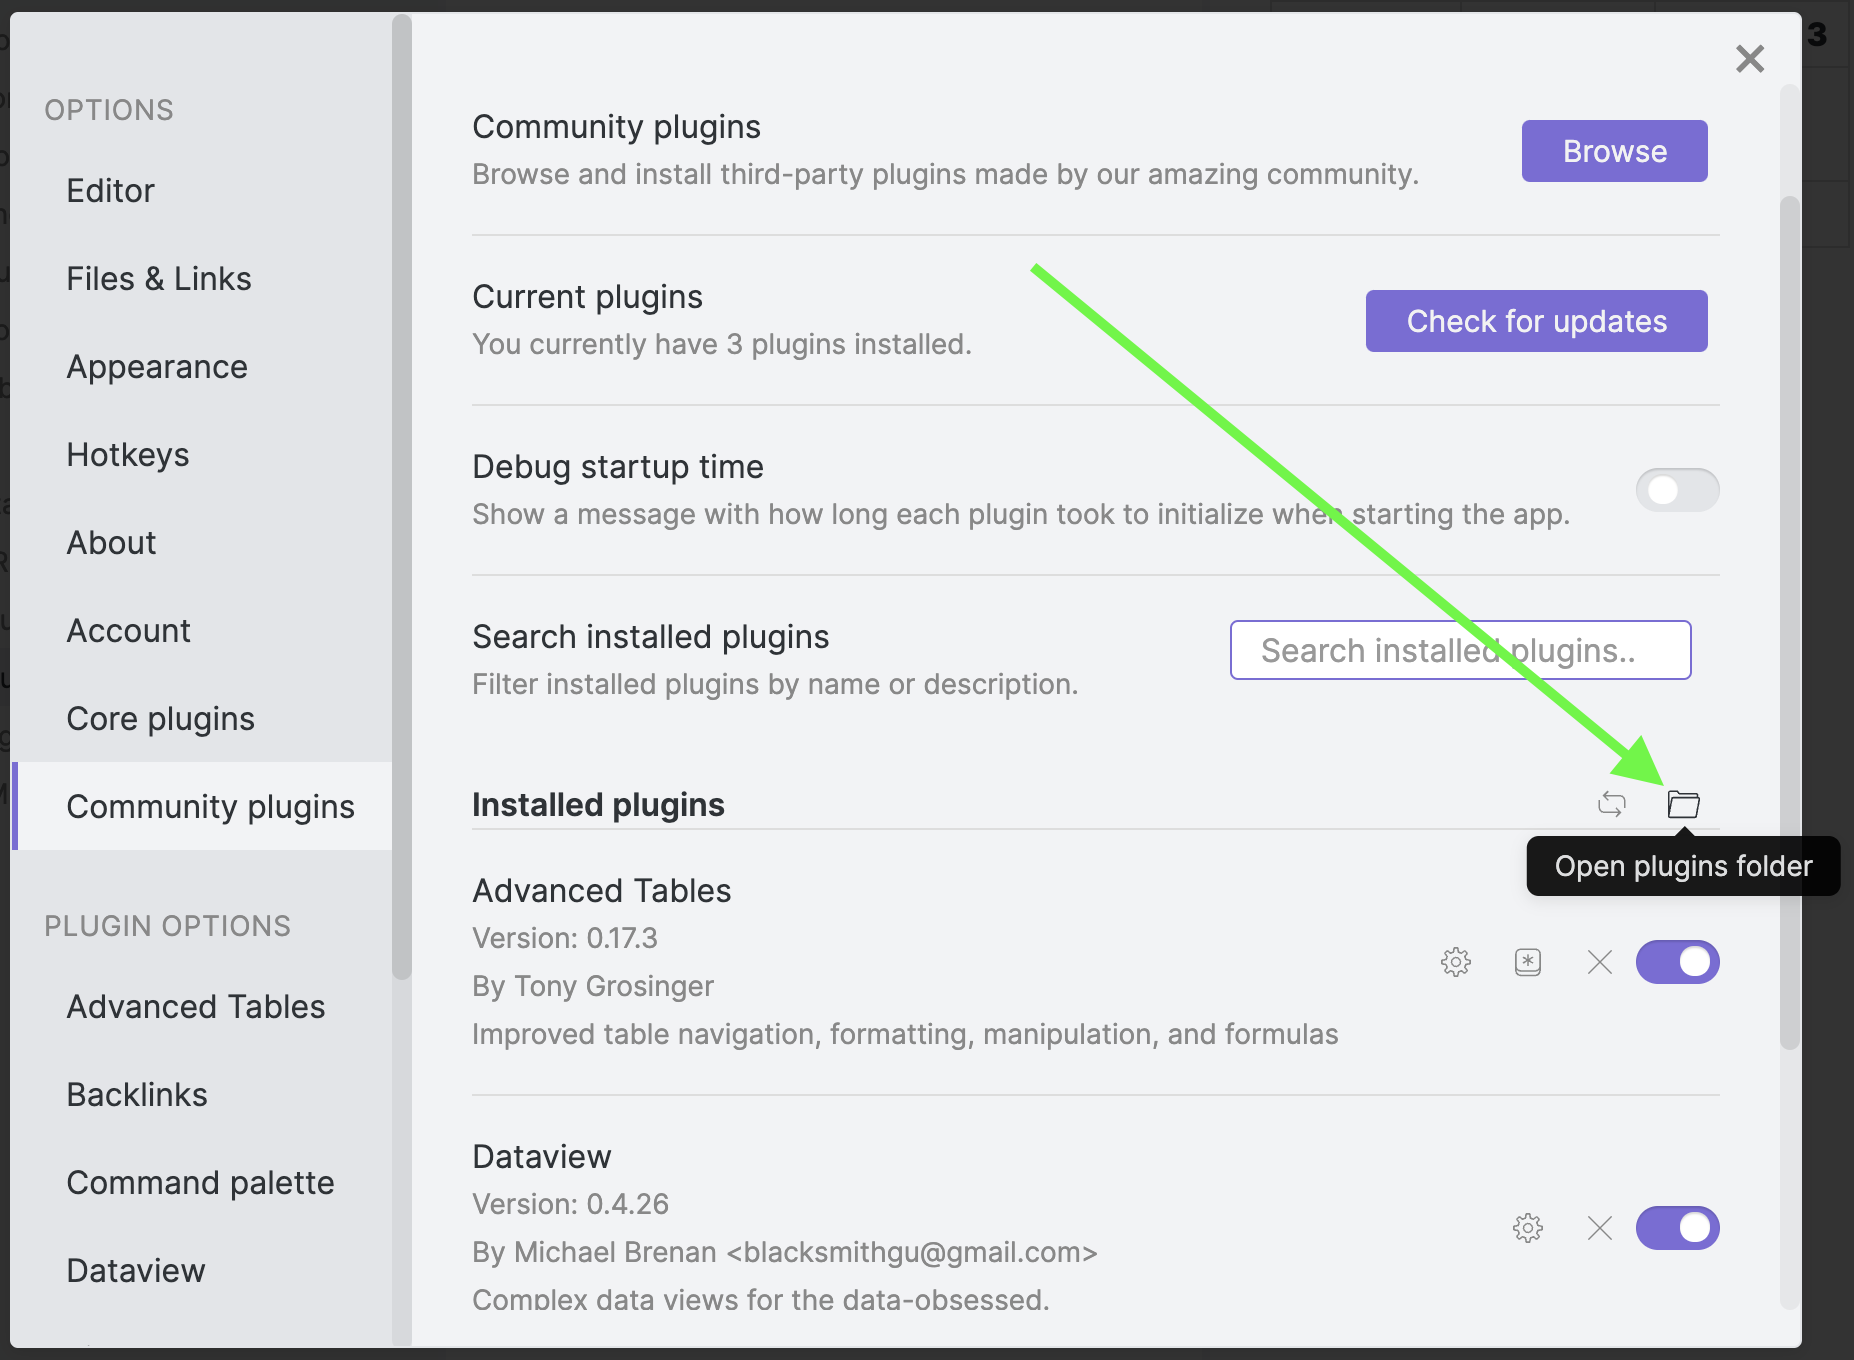 OPTIONS
Editor
Files & Links
Appearance
Hotkeys
About
Account
Core plugins
Community plugins
PLUGIN OPTIONS
Advanced Tables
Backlinks
Command palette
Dataview
Community plugins
Browse and install third-party plugins made by our amazing community.
Browse
Current plugins
You currently have 3 plugins installed.
Check for updates
Debug startup time
Show a message with how long each plugin took to initialize when starting the app.
Search installed plugins
Filter installed plugins by name or description.
Search installed plugins..
Installed plugins
Open plugins folder
Advanced Tables
Version: 0.17.3
By Tony Grosinger
Improved table navigation, formatting, manipulation, and formulas
Dataview
Version: 0.4.26
By Michael Brenan <blacksmithgu@gmail.com>
Complex data views for the data-obsessed.
3